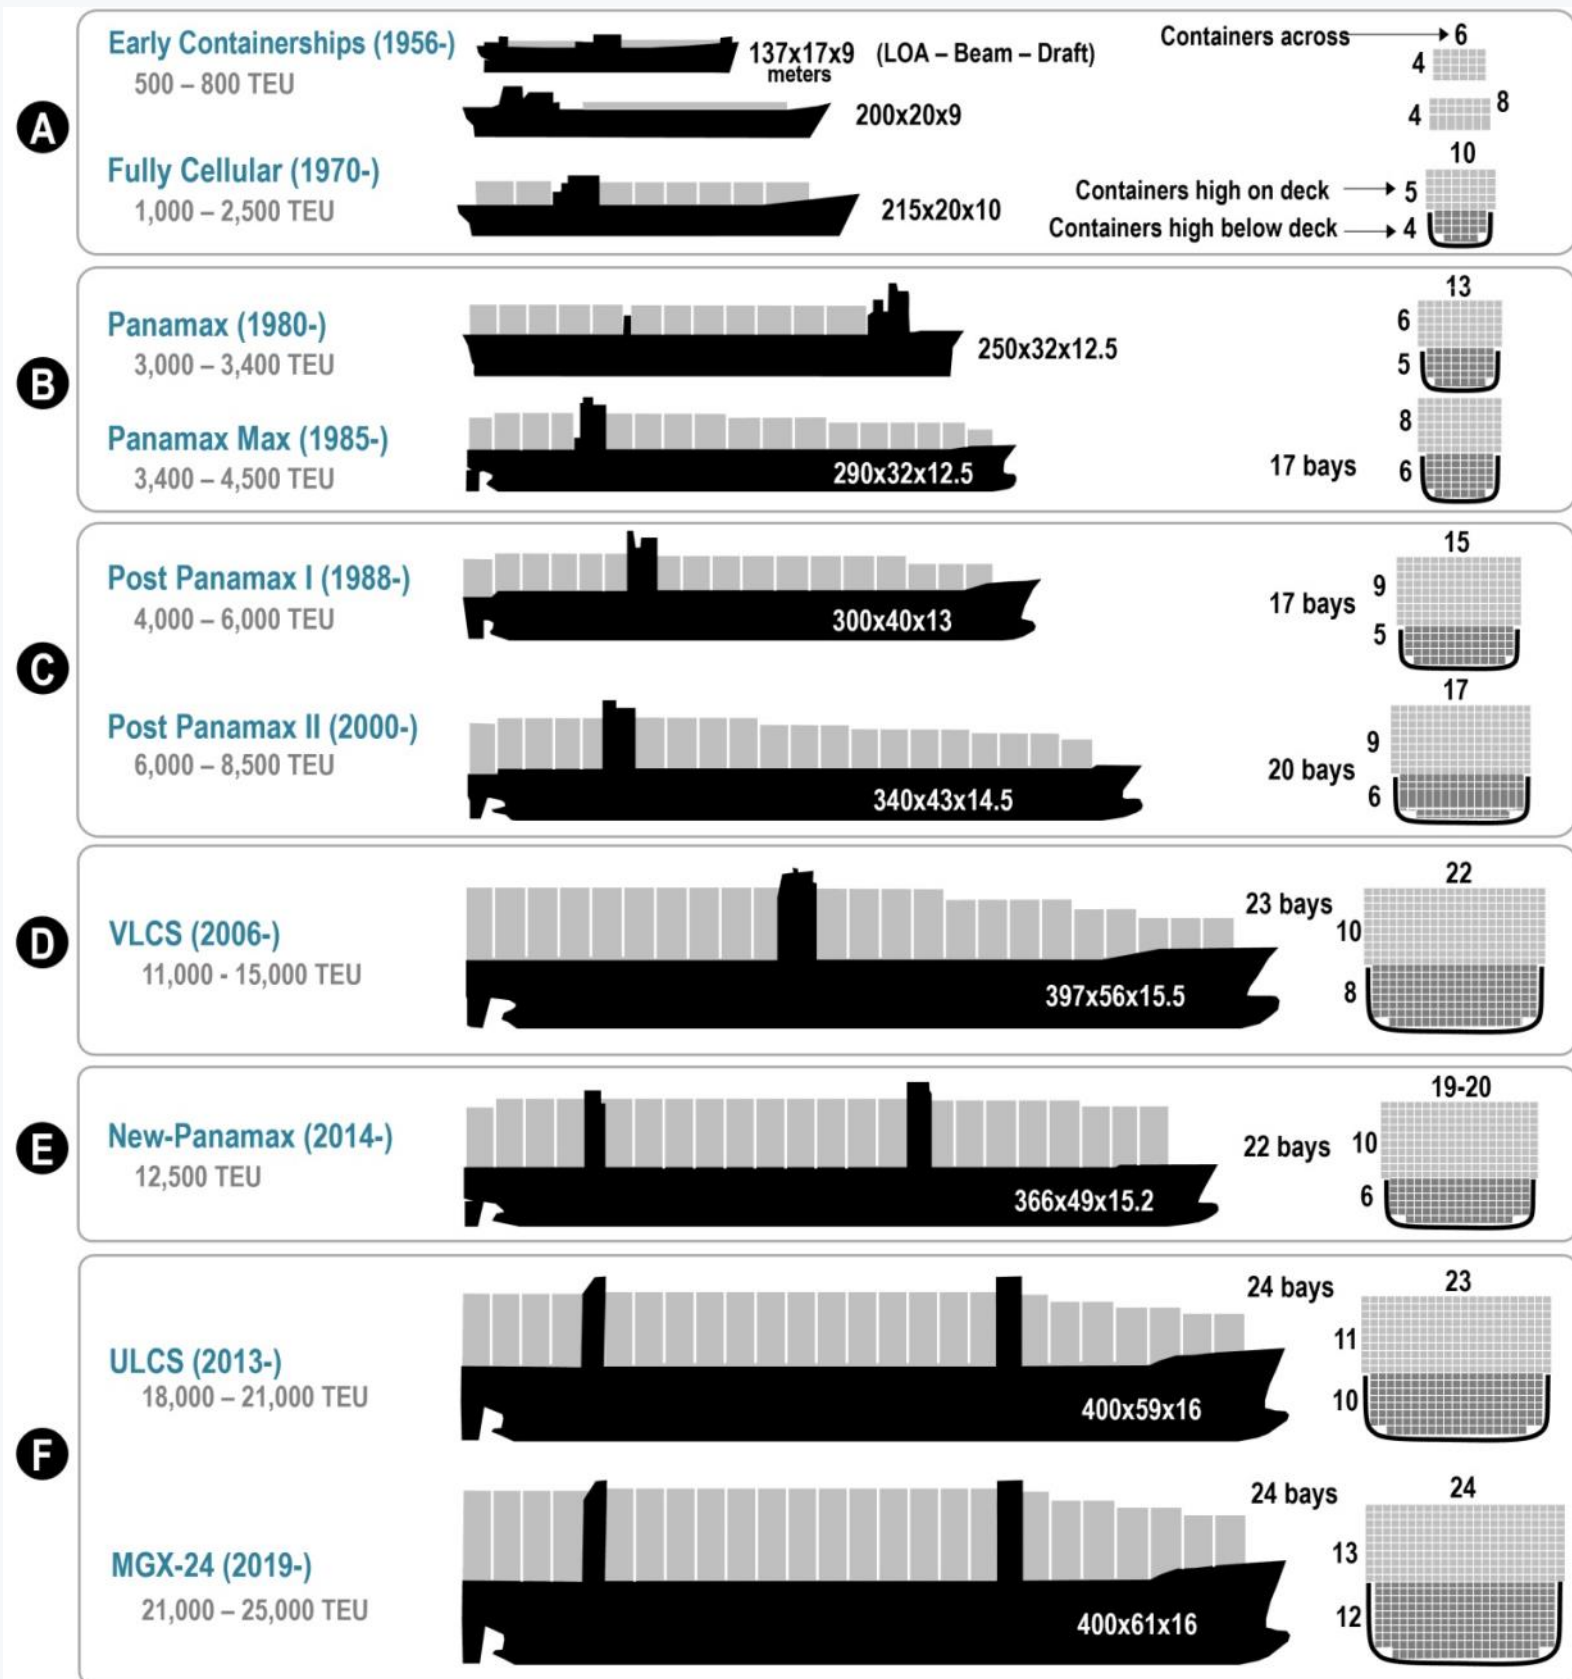 A
Early Containerships (1956-)
500 – 800 TEU
137x17x9 (LOA – Beam – Draft)
meters
Containers across
6
4
200x20x9
4
8
Fully Cellular (1970-)
1,000 – 2,500 TEU
215x20x10
10
Containers high on deck
5
Containers high below deck
4
B
Panamax (1980-)
3,000 – 3,400 TEU
250x32x12.5
13
6
5
Panamax Max (1985-)
3,400 – 4,500 TEU
290x32x12.5
17 bays
8
6
C
Post Panamax I (1988-)
4,000 – 6,000 TEU
300x40x13
17 bays
15
9
5
Post Panamax II (2000-)
6,000 – 8,500 TEU
340x43x14.5
20 bays
17
9
6
D
VLCS (2006-)
11,000 - 15,000 TEU
397x56x15.5
23 bays
22
10
8
E
New-Panamax (2014-)
12,500 TEU
366x49x15.2
22 bays
19-20
10
6
F
ULCS (2013-)
18,000 – 21,000 TEU
400x59x16
24 bays
23
11
10
MGX-24 (2019-)
21,000 – 25,000 TEU
400x61x16
24 bays
24
13
12